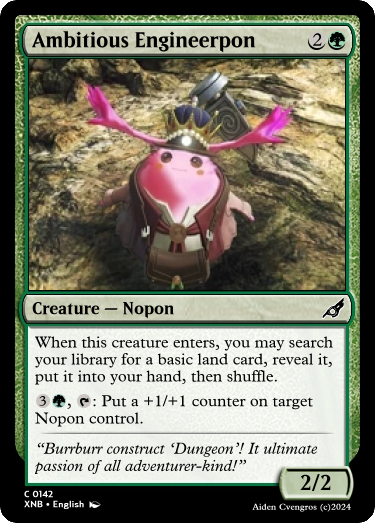 Ambitious Engineerpon 2
Creature — Nopon
When this creature enters, you may search
your library for a basic land card, reveal it,
put it into your hand, then shuffle.
3, : Put a +1/+1 counter on target
Nopon control.
“Burrburr construct ‘Dungeon’! It ultimate
passion of all adventurer-kind!”
2/2
C 0142
XNB • English
Aiden Cvengros (c)2024